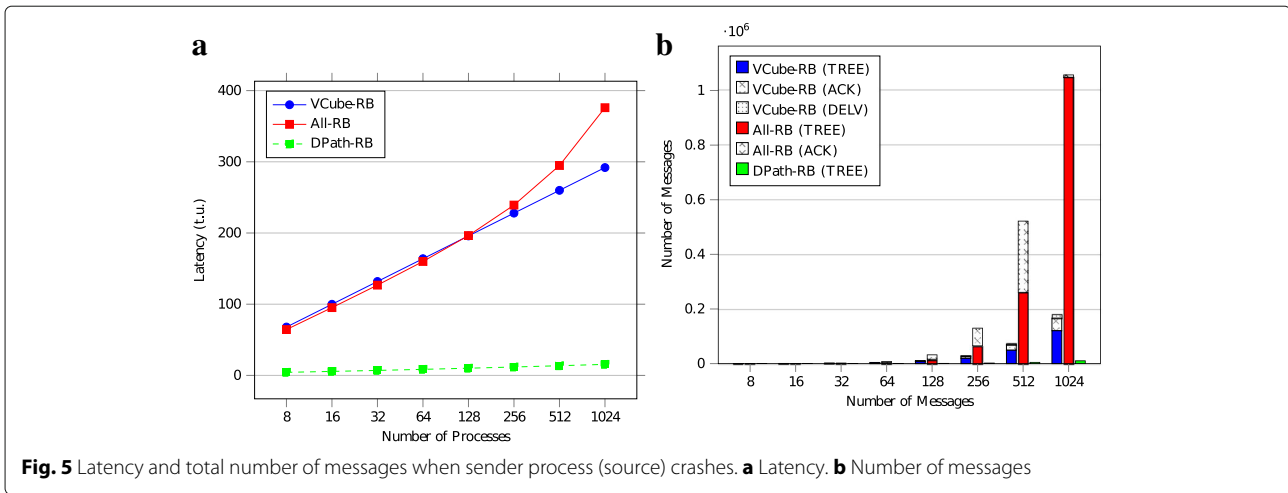 a
400
300
200
100
0
Latency (t.u.)
VCube-RB
All-RB
DPath-RB
8 16 32 64 128 256 512 1024
Number of Processes
b
·10⁶
1
0.8
0.6
0.4
0.2
0
Number of Messages
VCube-RB (TREE)
VCube-RB (ACK)
VCube-RB (DELV)
All-RB (TREE)
All-RB (ACK)
DPath-RB (TREE)
8 16 32 64 128 256 512 1024
Number of Messages
Fig. 5 Latency and total number of messages when sender process (source) crashes. a Latency. b Number of messages